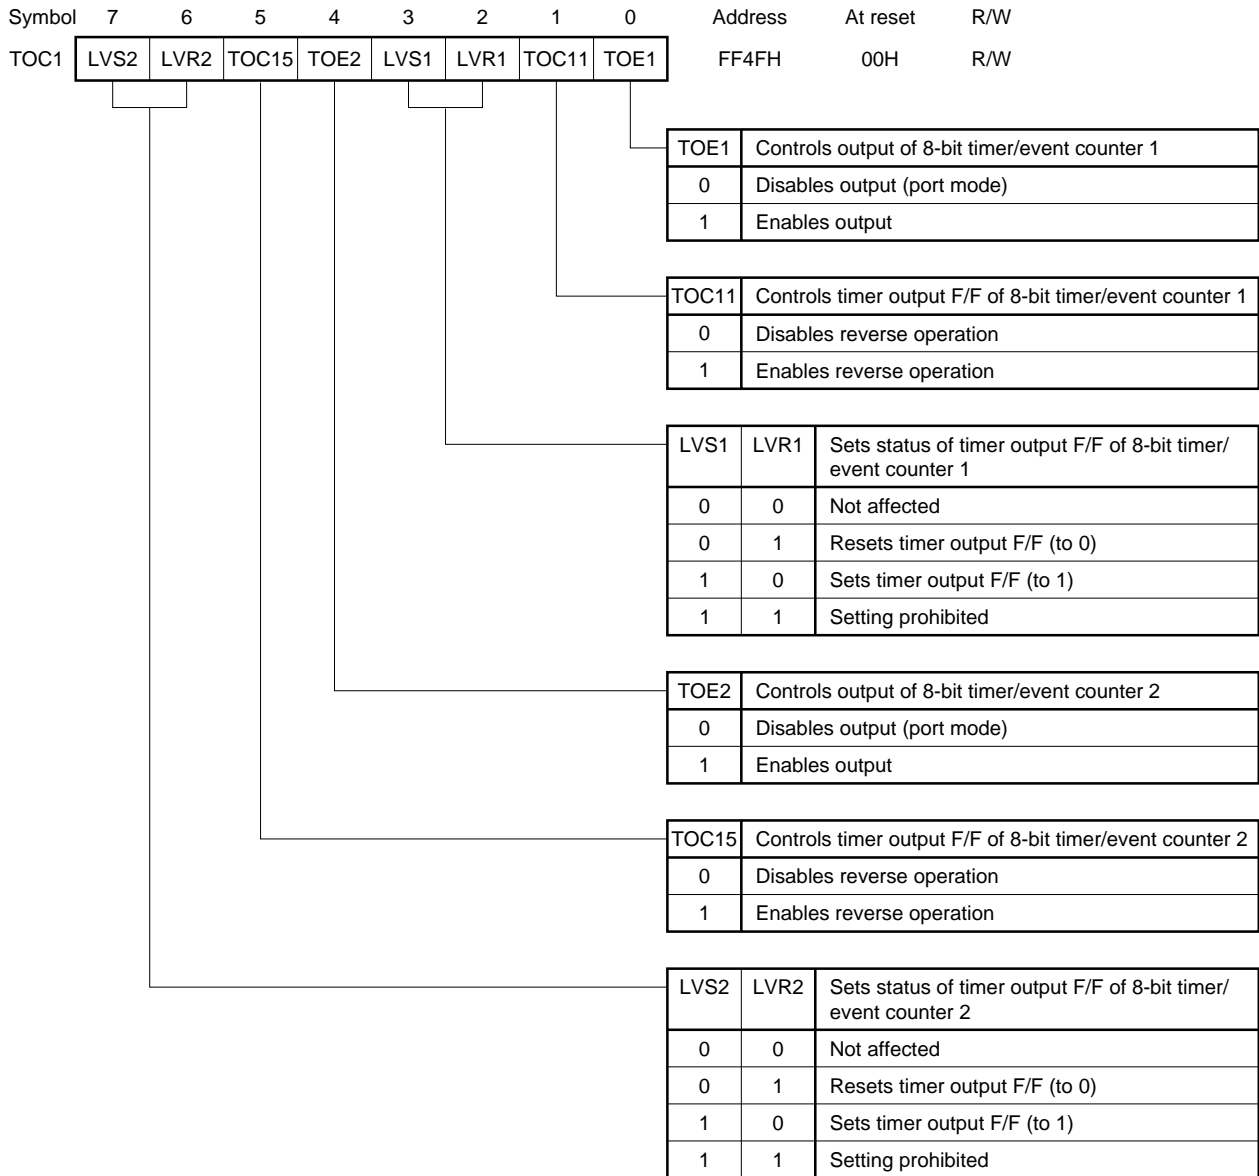 Symbol 7 6 5 4 3 2 1 0 Address At reset R/W
TOC1 LVS2 LVR2 TOC15 TOE2 LVS1 LVR1 TOC11 TOE1 FF4FH 00H R/W
TOE1 Controls output of 8-bit timer/event counter 1
0 Disables output (port mode)
1 Enables output
TOC11 Controls timer output F/F of 8-bit timer/event counter 1
0 Disables reverse operation
1 Enables reverse operation
LVS1 LVR1 Sets status of timer output F/F of 8-bit timer/
event counter 1
0 0 Not affected
0 1 Resets timer output F/F (to 0)
1 0 Sets timer output F/F (to 1)
1 1 Setting prohibited
TOE2 Controls output of 8-bit timer/event counter 2
0 Disables output (port mode)
1 Enables output
TOC15 Controls timer output F/F of 8-bit timer/event counter 2
0 Disables reverse operation
1 Enables reverse operation
LVS2 LVR2 Sets status of timer output F/F of 8-bit timer/
event counter 2
0 0 Not affected
0 1 Resets timer output F/F (to 0)
1 0 Sets timer output F/F (to 1)
1 1 Setting prohibited